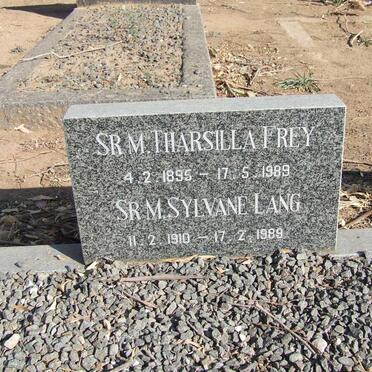 SR.M.THARSILLA FREY
4.2.1895 - 17.5.1989
SR.M.SYLVANE LANG
11.2.1910 - 17.2.1989